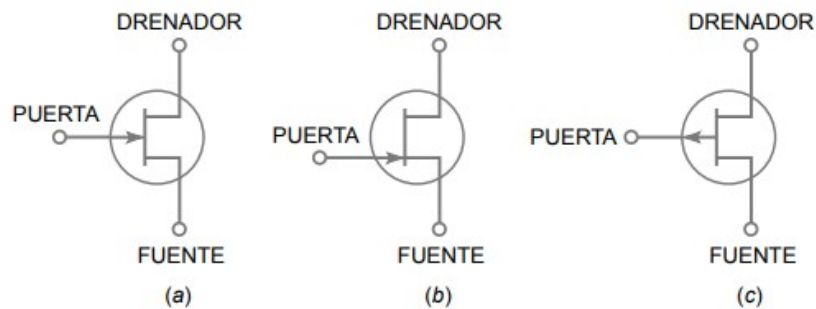 DRENADOR DRENADOR DRENADOR
PUERTA PUERTA PUERTA
FUENTE FUENTE FUENTE
(a) (b) (c)